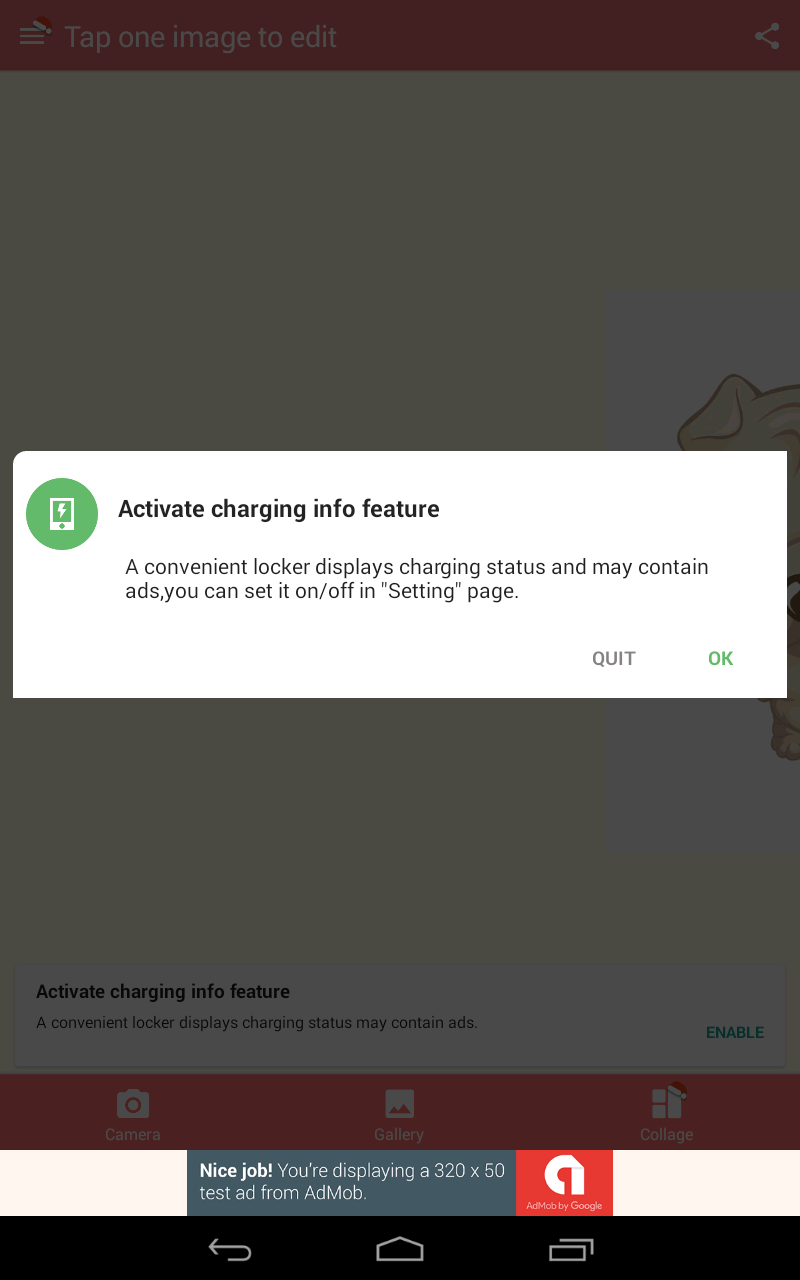 Tap one image to edit
Activate charging info feature
A convenient locker displays charging status and may contain
ads,you can set it on/off in "Setting" page.
QUIT
OK
Activate charging info feature
A convenient locker displays charging status may contain ads.
ENABLE
Camera
Gallery
Collage
Nice job! You're displaying a 320 x 50
test ad from AdMob.
AdMob by Google